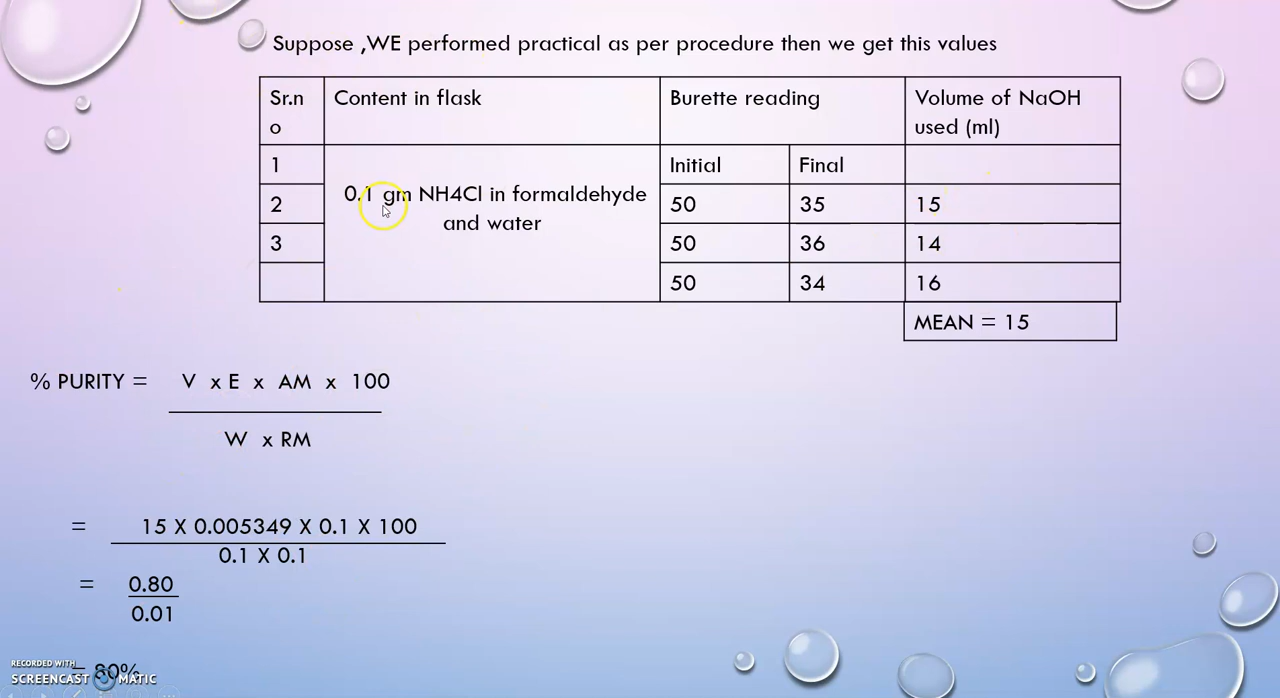 Suppose ,WE performed practical as per procedure then we get this values
Sr.n
o
Content in flask
Burette reading
Volume of NaOH
used (ml)
1
Initial
Final
0.1 gm NH4Cl in formaldehyde
and water
2
50
35
15
3
50
36
14
50
34
16
MEAN = 15
% PURITY = V x E x AM x 100
W x RM
= 15 X 0.005349 X 0.1 X 100
0.1 X 0.1
= 0.80
0.01
= 80%
RECORDED WITH
SCREENCAST MATIC